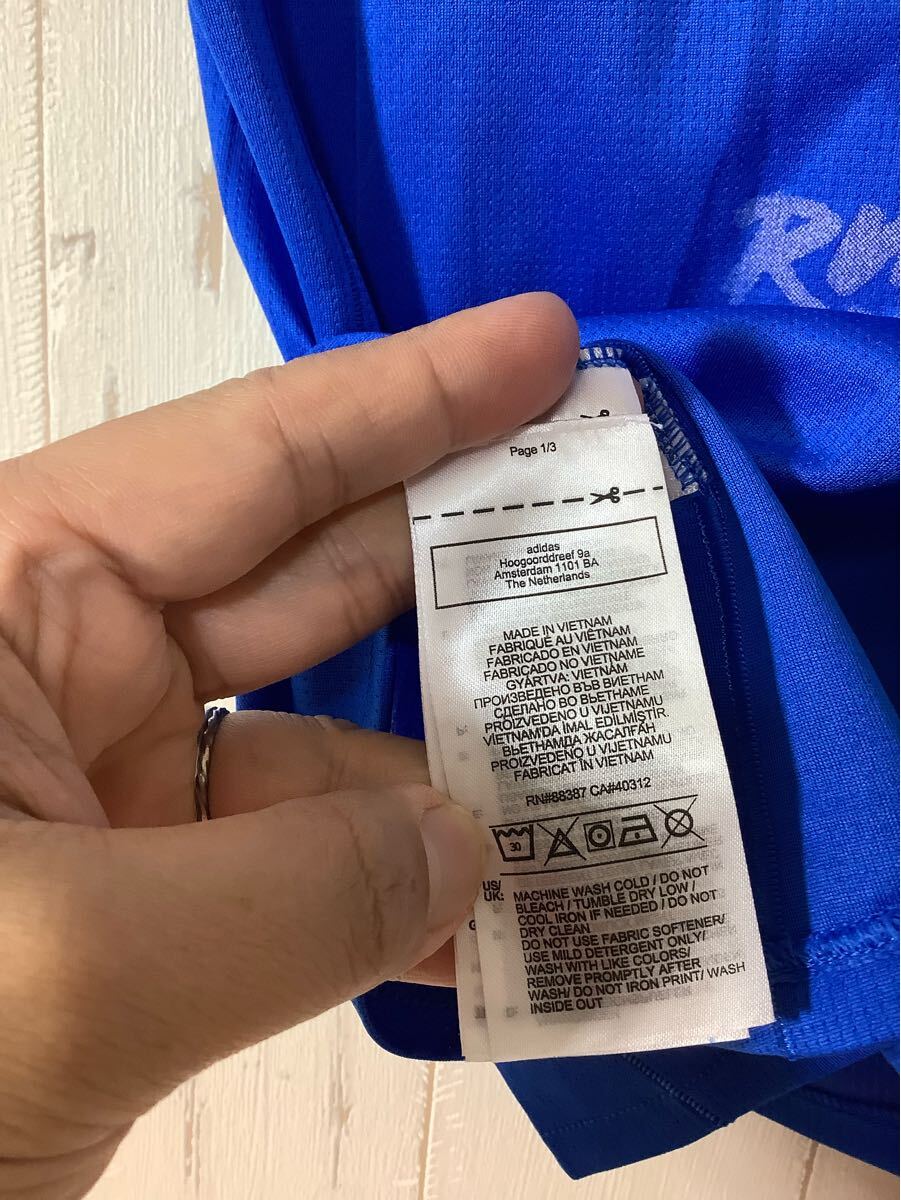 RU
Page 1/3
adidas
Hoogoorddreef 9a
Amsterdam 1101 BA
The Netherlands
MADE IN VIETNAM
FABRIQUÉ AU VIÊTNAM
FABRICADO EN VIETNAM
FABRICADO NO VIETNAME
GYÁRTVA: VIETNÁM
ПРОИЗВЕДЕНО ВЪВ ВИЕТНАМ
СДЕЛАНО ВО ВЬЕТНАМЕ
PROIZVEDENO U VIJETNAMU
VİETNAM'DA İMAL EDİLMİŞTİR.
ВЬЕТНАМДА ЖАСАЛҒАН
PROIZVEDENO U VIJETNAMU
FABRICAT ÎN VIETNAM
RN#88387 CA#40312
30
US/
UK: MACHINE WASH COLD / DO NOT
BLEACH / TUMBLE DRY LOW /
COOL IRON IF NEEDED / DO NOT
DRY CLEAN
DO NOT USE FABRIC SOFTENER/
USE MILD DETERGENT ONLY/
WASH WITH LIKE COLORS/
REMOVE PROMPTLY AFTER
WASH/ DO NOT IRON PRINT/ WASH
INSIDE OUT